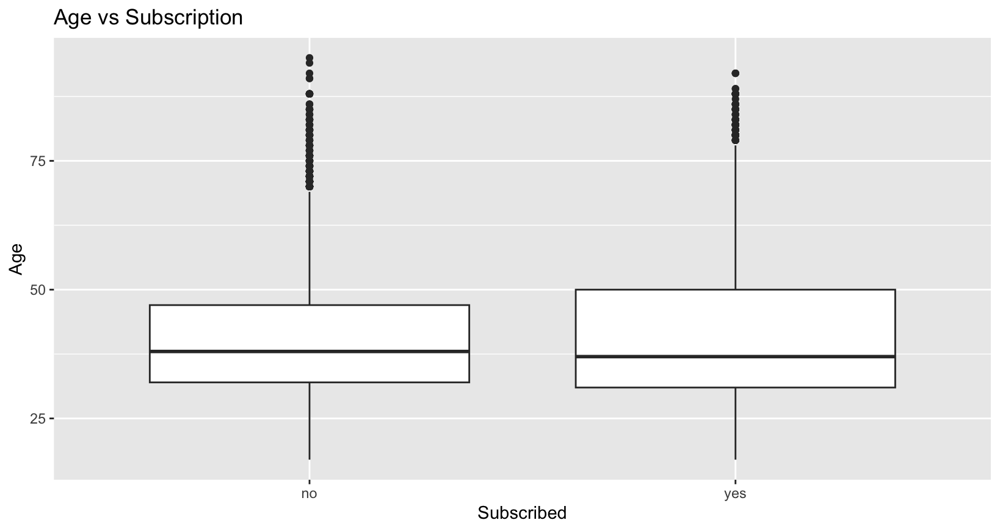 Age vs Subscription
Age
75
50
25
no
yes
Subscribed